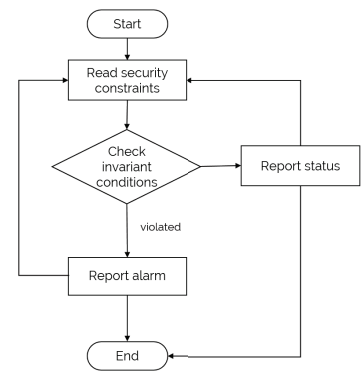 Start
Read security
constraints
Check
invariant
conditions
Report status
violated
Report alarm
End